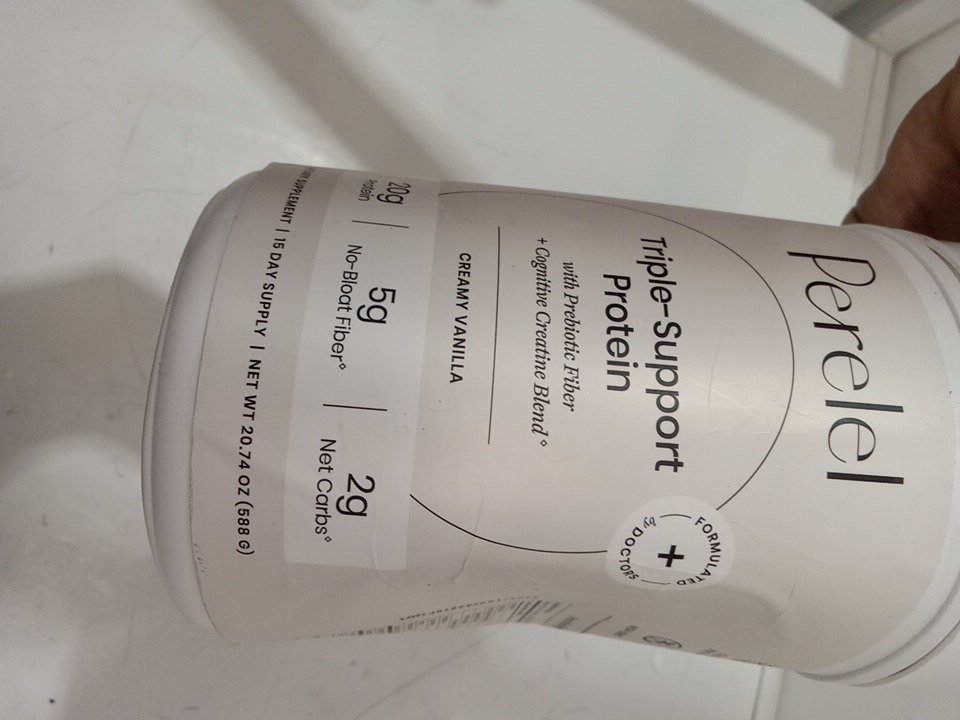 Perelel
Triple-Support
Protein
with Prebiotic Fiber
+ Cognitive Creatine Blend◊
FORMULATED
by DOCTORS
CREAMY VANILLA
20g
Protein
5g
No-Bloat Fiber◊
2g
Net Carbs◊
SUPPLEMENT | 15 DAY SUPPLY | NET WT 20.74 OZ (588 G)